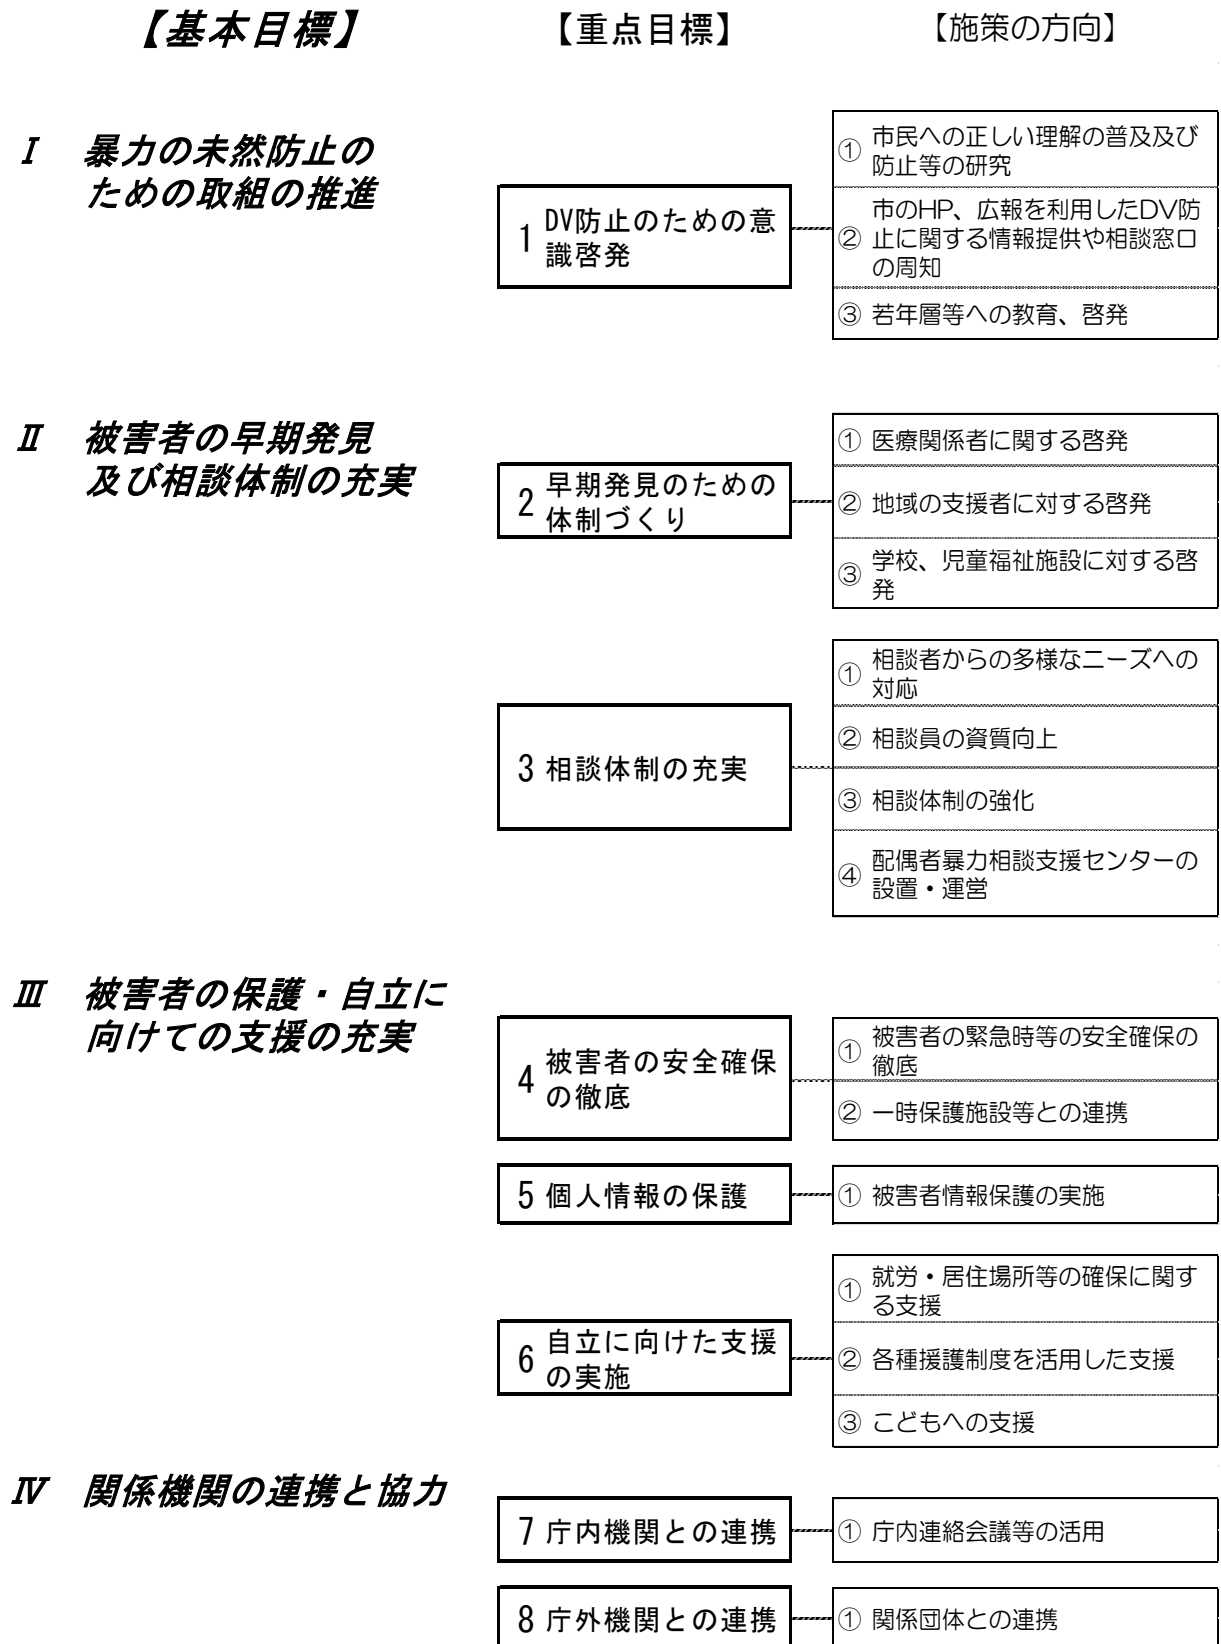 【基本目標】 【重点目標】 【施策の方向】
Ⅰ 暴力の未然防止の
ための取組の推進
1 DV防止のための意
識啓発
① 市民への正しい理解の普及及び
防止等の研究
② 市のHP、広報を利用したDV防
止に関する情報提供や相談窓口
の周知
③ 若年層等への教育、啓発
Ⅱ 被害者の早期発見
及び相談体制の充実
2 早期発見のための
体制づくり
① 医療関係者に関する啓発
② 地域の支援者に対する啓発
③ 学校、児童福祉施設に対する啓
発
3 相談体制の充実
① 相談者からの多様なニーズへの
対応
② 相談員の資質向上
③ 相談体制の強化
④ 配偶者暴力相談支援センターの
設置・運営
Ⅲ 被害者の保護・自立に
向けての支援の充実
4 被害者の安全確保
の徹底
① 被害者の緊急時等の安全確保の
徹底
② 一時保護施設等との連携
5 個人情報の保護
① 被害者情報保護の実施
6 自立に向けた支援
の実施
① 就労・居住場所等の確保に関す
る支援
② 各種援護制度を活用した支援
③ こどもへの支援
Ⅳ 関係機関の連携と協力
7 庁内機関との連携
① 庁内連絡会議等の活用
8 庁外機関との連携
① 関係団体との連携